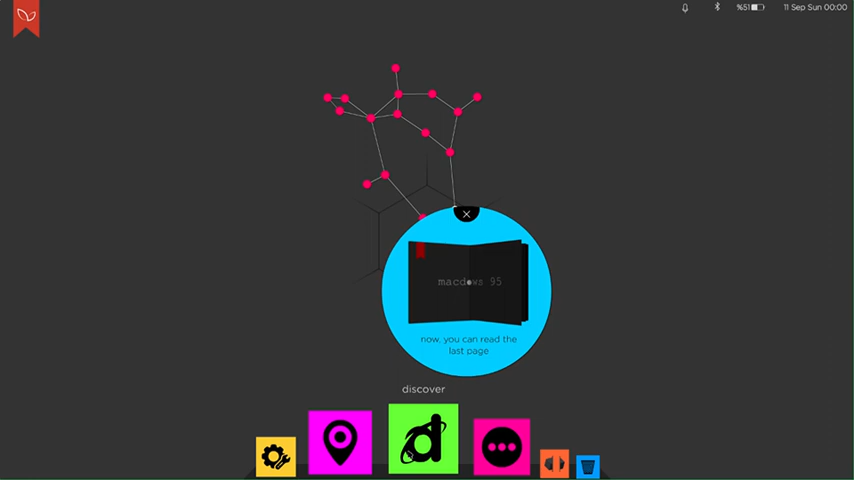 %51 11 Sep Sun 00:00
macdows 95
now, you can read the
last page
discover
d